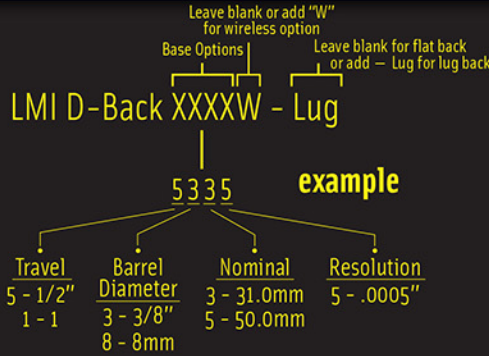 Leave blank or add “W”
for wireless option
Base Options
Leave blank for flat back
or add – Lug for lug back
LMI D-Back XXXXW - Lug
5335
example
Travel
5 - 1/2"
1 - 1
Barrel
Diameter
3 - 3/8"
8 - 8mm
Nominal
3 - 31.0mm
5 - 50.0mm
Resolution
5 - .0005"